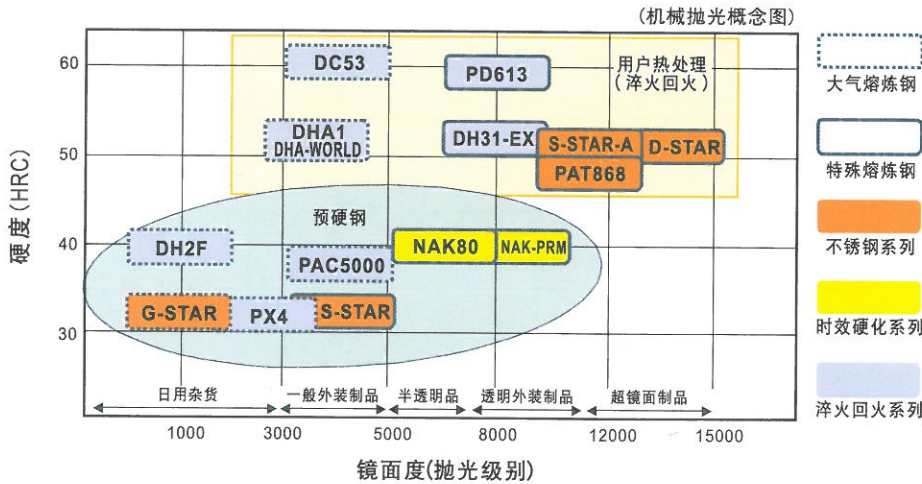 (机械抛光概念图)
60
50
40
30
硬度(HRC)
DC53
PD613
用户热处理
(淬火回火)
DHA1
DHA-WORLD
DH31-EX
S-STAR-A
D-STAR
PAT868
预硬钢
DH2F
PAC5000
NAK80
NAK-PRM
G-STAR
PX4
S-STAR
日用杂货
一般外装制品
半透明品
透明外装制品
超镜面制品
1000
3000
5000
8000
12000
15000
镜面度(抛光级别)
大气熔炼钢
特殊熔炼钢
不锈钢系列
时效硬化系列
淬火回火系列